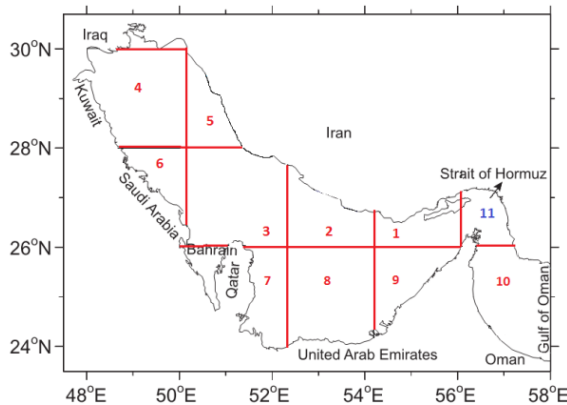 30°N
Iraq
4
Kuwait
5
Iran
28°N
6
Strait of Hormuz
Saudi Arabia
11
3
2
1
26°N
Bahrain
Qatar
7
8
9
10
Gulf of Oman
24°N
United Arab Emirates
Oman
48°E
50°E
52°E
54°E
56°E
58°E